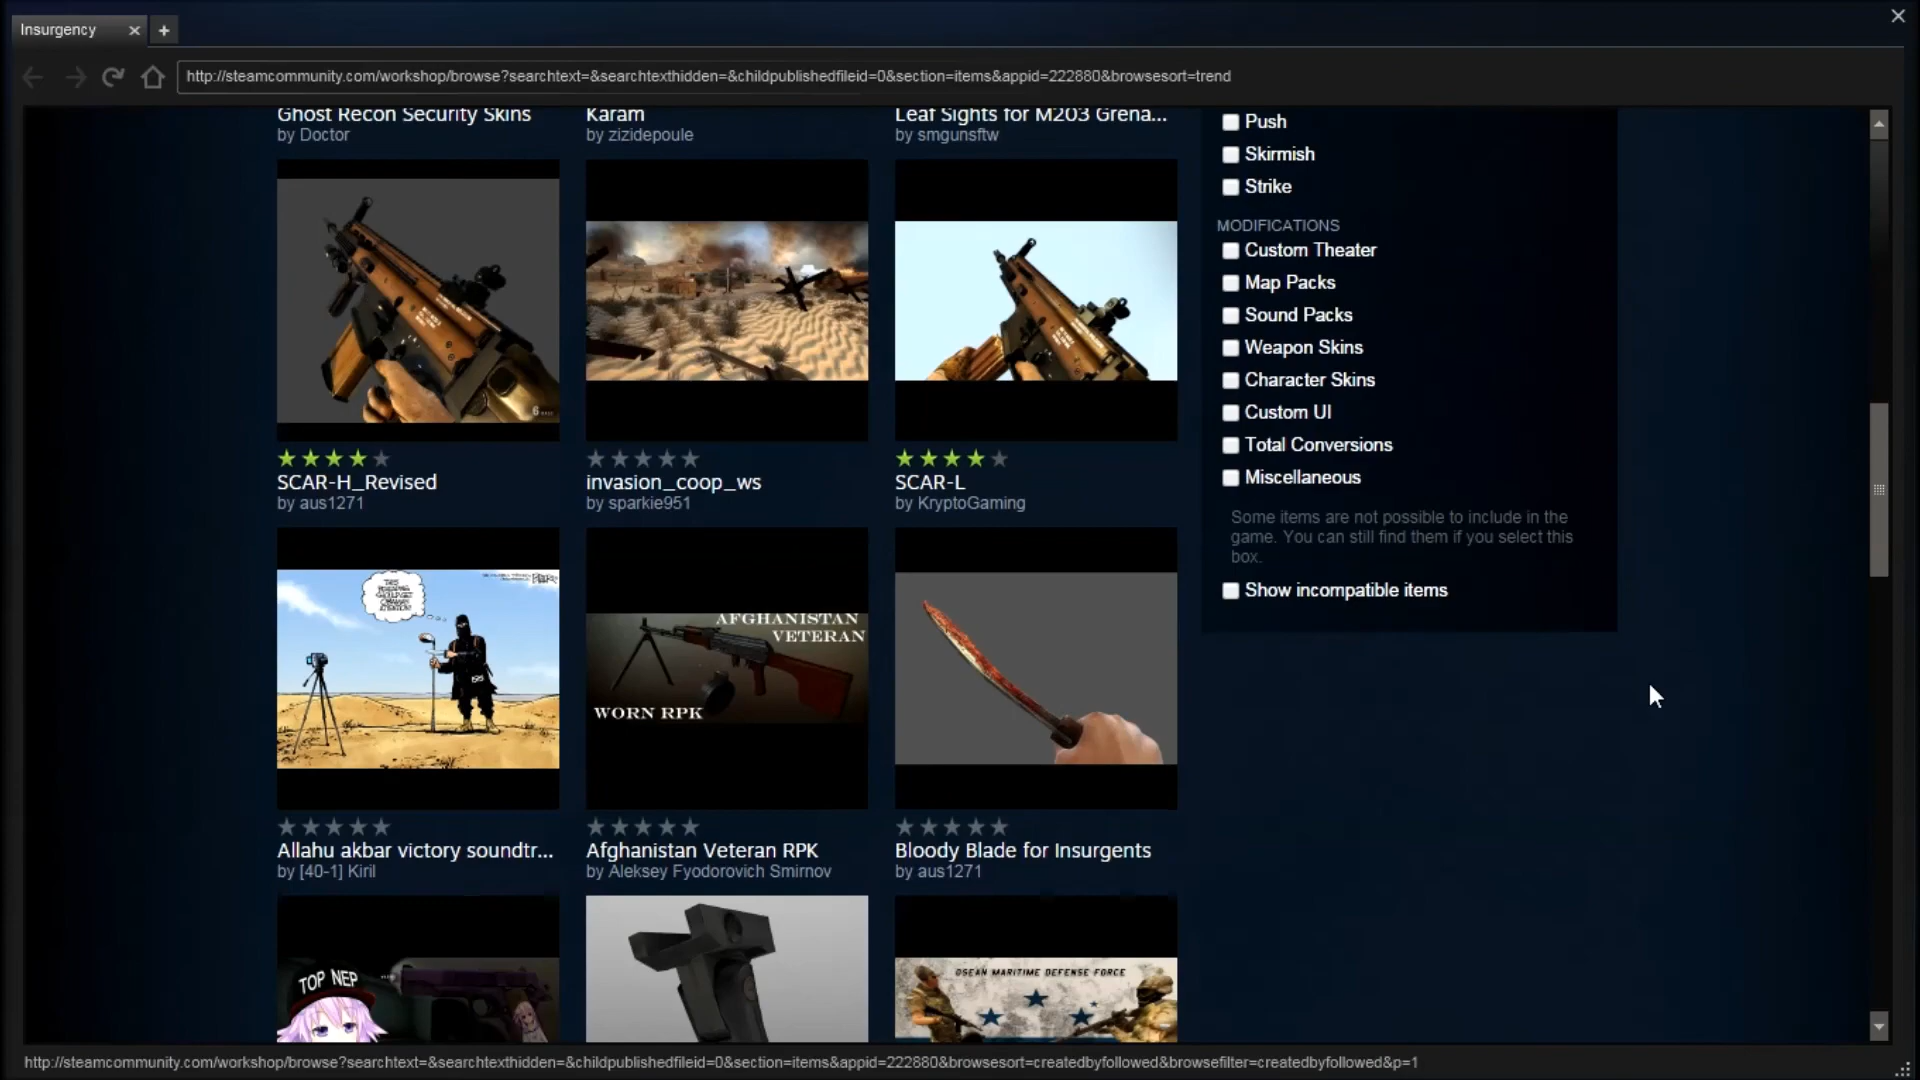 Insurgency
http://steamcommunity.com/workshop/browse?searchtext=&searchtexthidden=&childpublishedfileid=0&section=items&appid=222880&browsesort=trend
Ghost Recon Security Skins
by Doctor
Karam
by zizidepoule
Leaf Sights for M203 Grena...
by smgunsftw
Push
Skirmish
Strike
MODIFICATIONS
Custom Theater
Map Packs
Sound Packs
Weapon Skins
Character Skins
Custom UI
Total Conversions
Miscellaneous
Some items are not possible to include in the
game. You can still find them if you select this
box.
Show incompatible items
SCAR-H_Revised
by aus1271
invasion_coop_ws
by sparkie951
SCAR-L
by KryptoGaming
THIS
ISIS
AFGHANISTAN
VETERAN
WORN RPK
Allahu akbar victory soundtr...
by [40-1] Kiril
Afghanistan Veteran RPK
by Aleksey Fyodorovich Smirnov
Bloody Blade for Insurgents
by aus1271
TOP NEP
OSEAN MARITIME DEFENSE FORCE
http://steamcommunity.com/workshop/browse?searchtext=&searchtexthidden=&childpublishedfileid=0&section=items&appid=222880&browsesort=createdbyfollowed&browsefilter=createdbyfollowed&p=1